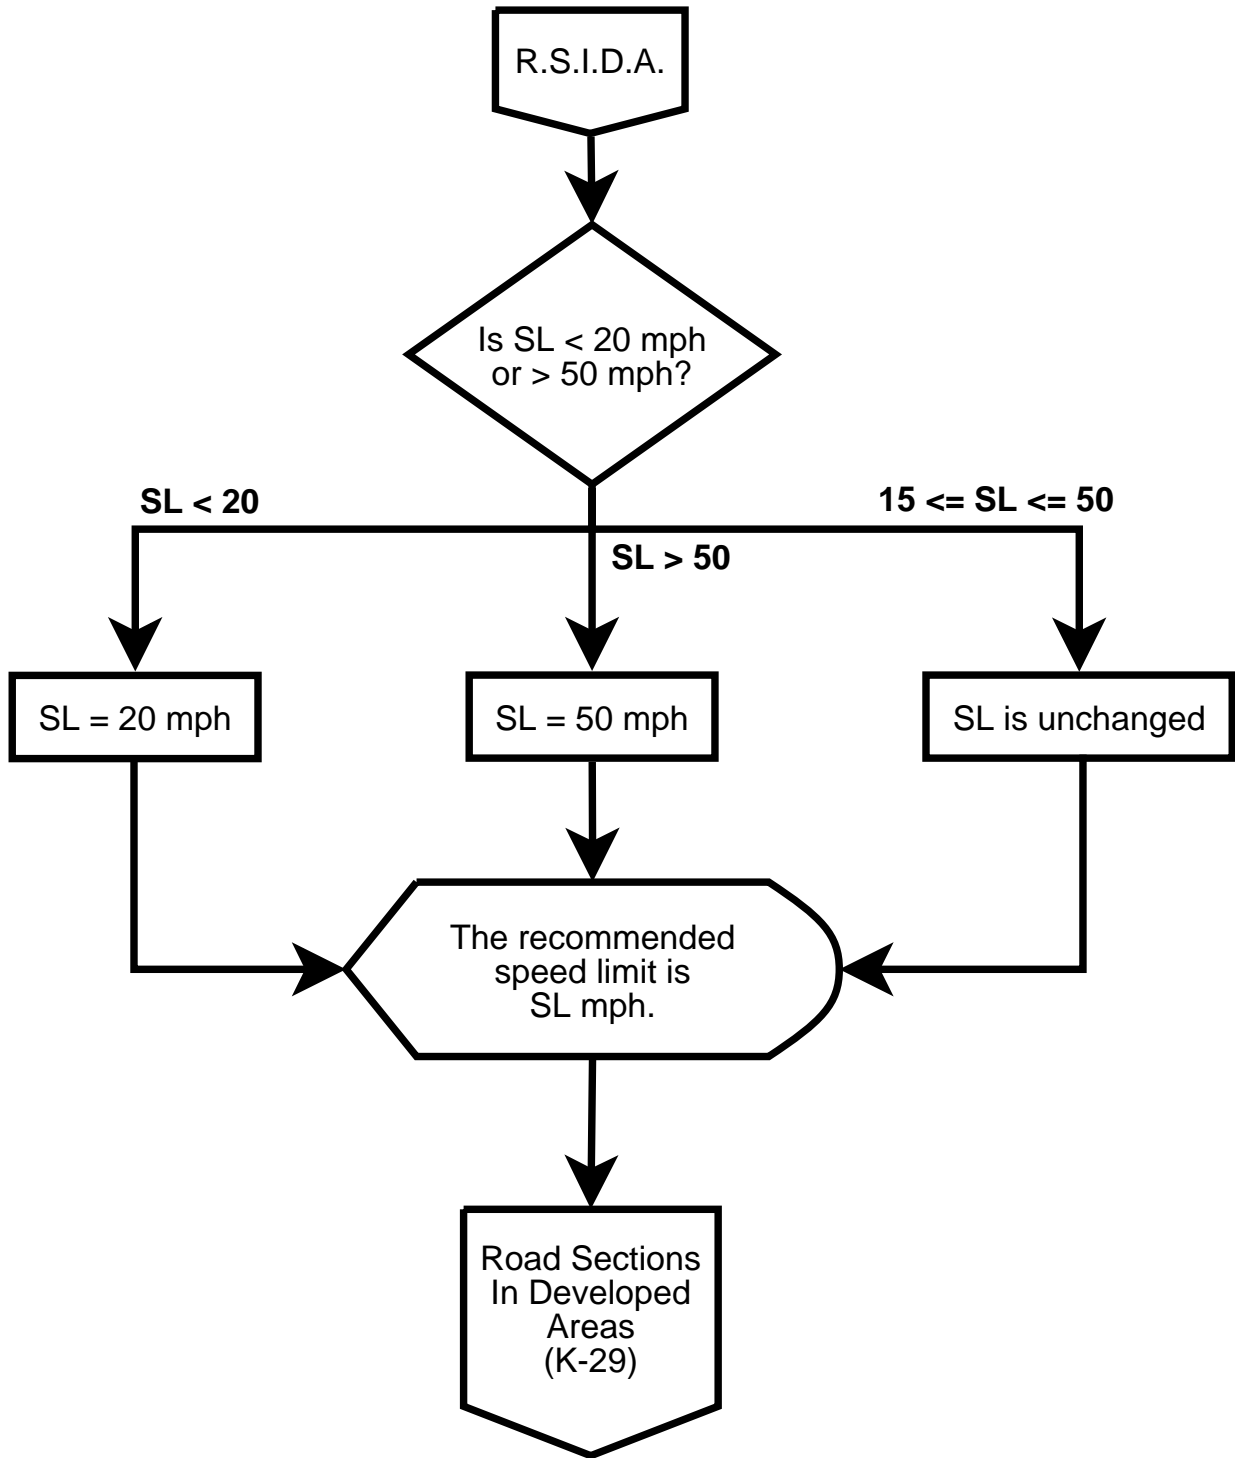 R.S.I.D.A.
Is SL < 20 mph
or > 50 mph?
SL < 20
SL > 50
15 <= SL <= 50
SL = 20 mph
SL = 50 mph
SL is unchanged
The recommended
speed limit is
SL mph.
Road Sections
In Developed
Areas
(K-29)